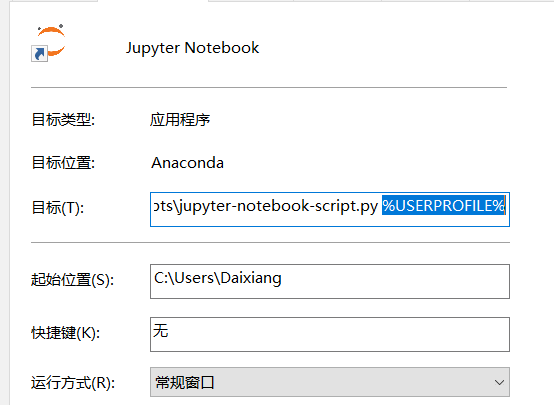 Jupyter Notebook
目标类型: 应用程序
目标位置: Anaconda
目标(T): ots\jupyter-notebook-script.py %USERPROFILE%
起始位置(S): C:\Users\Daixiang
快捷键(K): 无
运行方式(R): 常规窗口